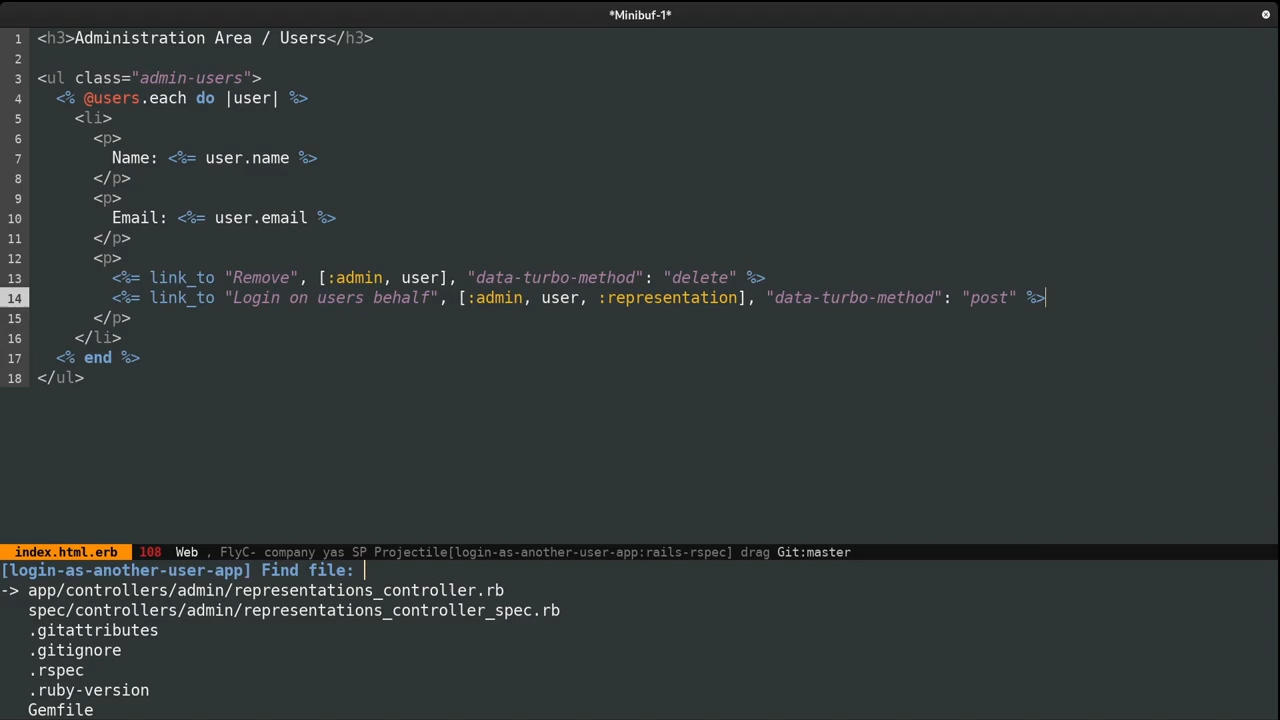 *Minibuf-1*
1 <h3>Administration Area / Users</h3>
2
3 <ul class="admin-users">
4 <% @users.each do |user| %>
5 <li>
6 <p>
7 Name: <%= user.name %>
8 </p>
9 <p>
10 Email: <%= user.email %>
11 </p>
12 <p>
13 <%= link_to "Remove", [:admin, user], "data-turbo-method": "delete" %>
14 <%= link_to "Login on users behalf", [:admin, user, :representation], "data-turbo-method": "post" %>
15 </p>
16 </li>
17 <% end %>
18 </ul>
index.html.erb 108 Web , FlyC- company yas SP Projectile[login-as-another-user-app:rails-rspec] drag Git:master
[login-as-another-user-app] Find file:
-> app/controllers/admin/representations_controller.rb
spec/controllers/admin/representations_controller_spec.rb
.gitattributes
.gitignore
.rspec
.ruby-version
Gemfile